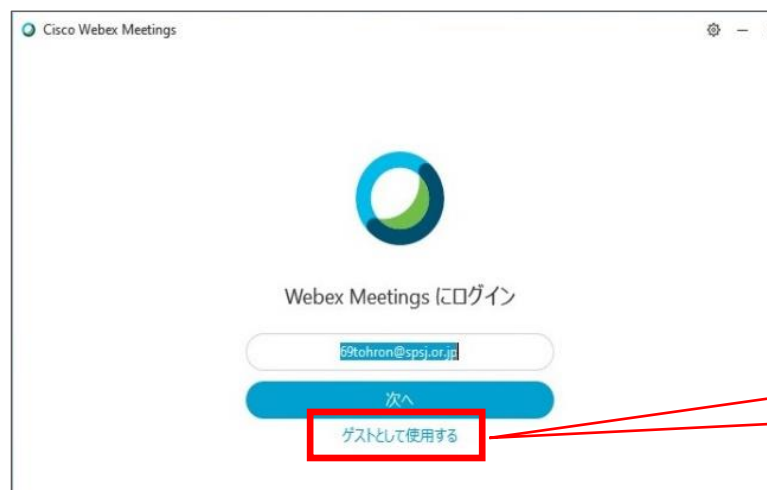 Cisco Webex Meetings
Webex Meetings にログイン
69tohron@spsj.or.jp
次へ
ゲストとして使用する